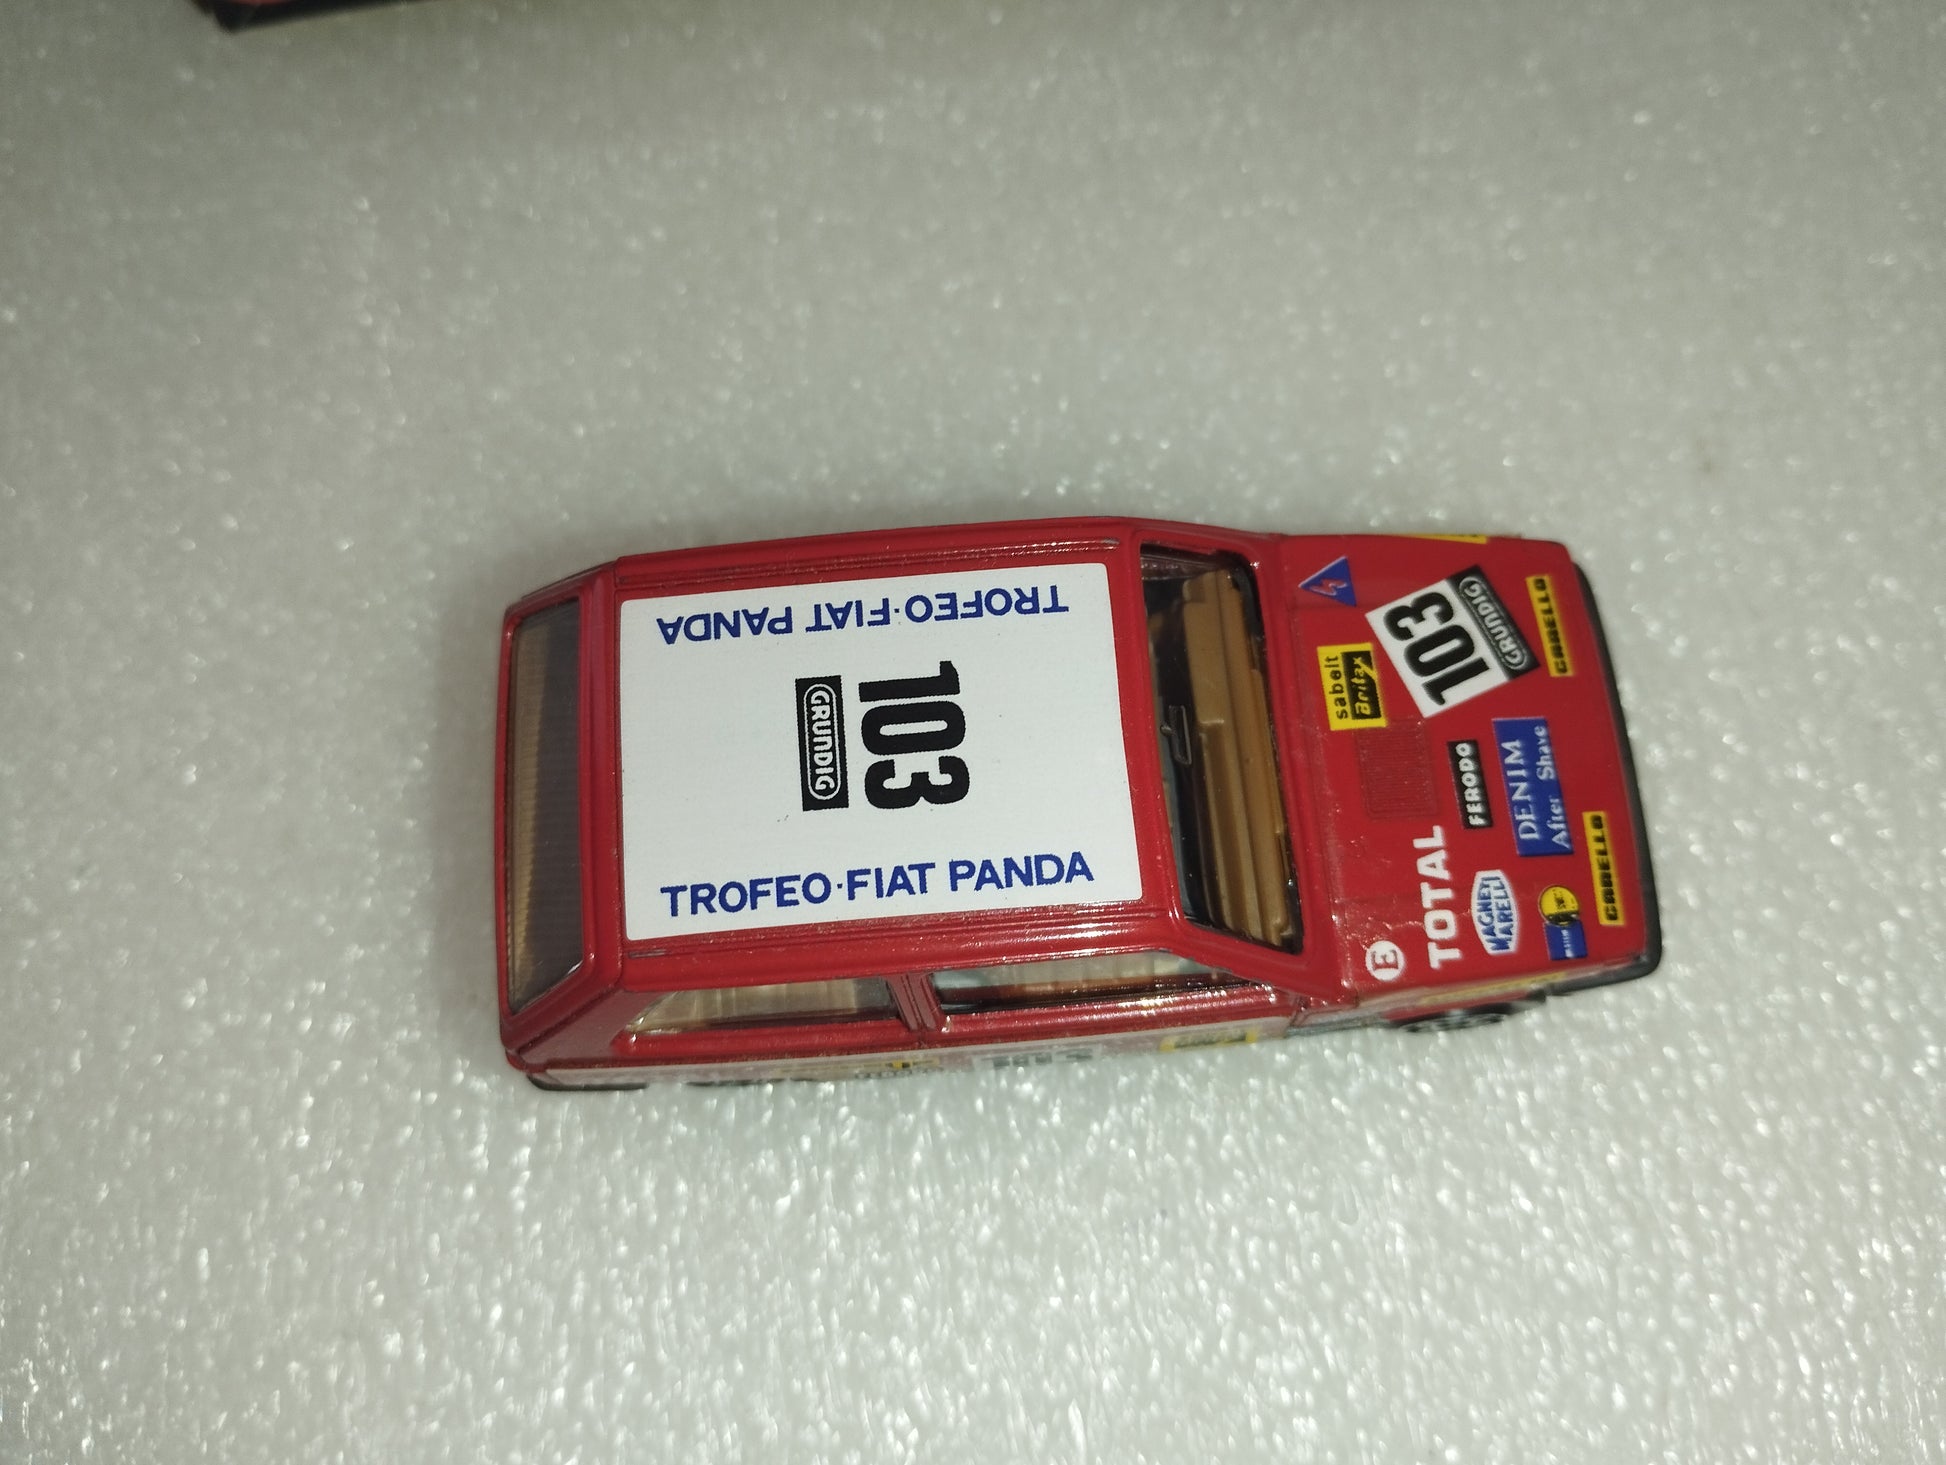 TROFEO·FIAT PANDA
103
GRUNDIG
TROFEO·FIAT PANDA
sabelt
Britax
103
GRUNDIG
CARELLO
FERODO
DENIM
After Shave
TOTAL
MAGNETI
MARELLI
CARELLO
E